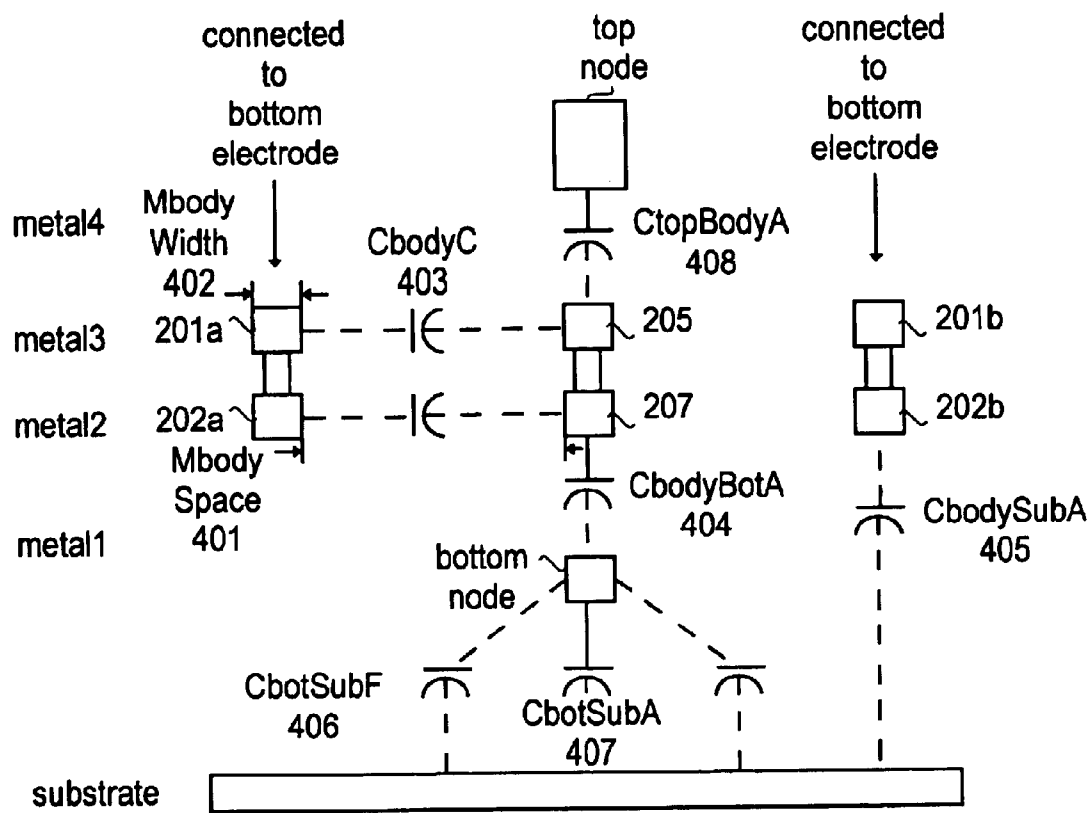 connected
to
bottom
electrode
top
node
connected
to
bottom
electrode
metal4
Mbody
Width
402
CbodyC
403
CtopBodyA
408
metal3
201a
205
201b
metal2
202a
207
202b
Mbody
Space
401
CbodyBotA
404
CbodySubA
405
metal1
bottom
node
CbotSubF
406
CbotSubA
407
substrate